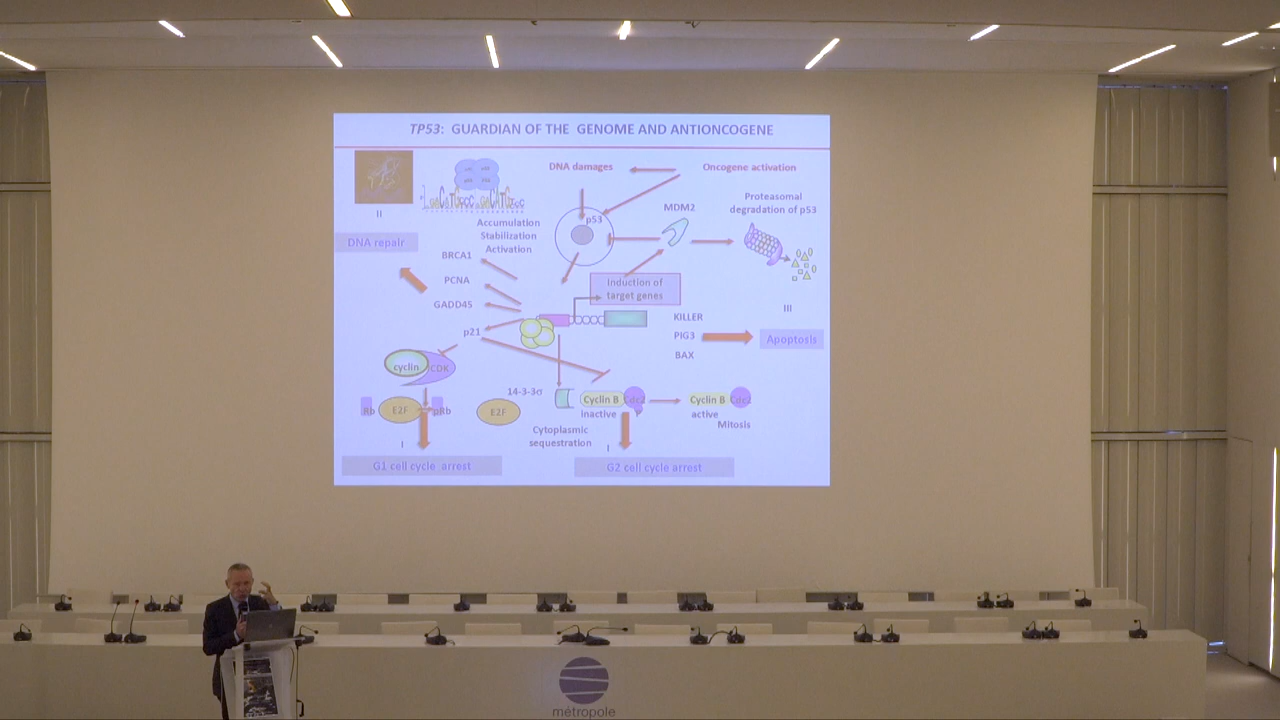 TP53: GUARDIAN OF THE GENOME AND ANTIONCOGENE
DNA damages
Oncogene activation
II
DNA repair
Accumulation
Stabilization
Activation
p53
MDM2
Proteasomal
degradation of p53
BRCA1
PCNA
GADD45
p21
Induction of
target genes
KILLER
PIG3
BAX
III
Apoptosis
cyclin
CDK
Rb
E2F
pRb
E2F
14-3-3σ
Cyclin B
Cdc2
inactive
P
Cyclin B
Cdc2
active
Mitosis
Cytoplasmic
sequestration
I
I
G1 cell cycle arrest
G2 cell cycle arrest
métropole